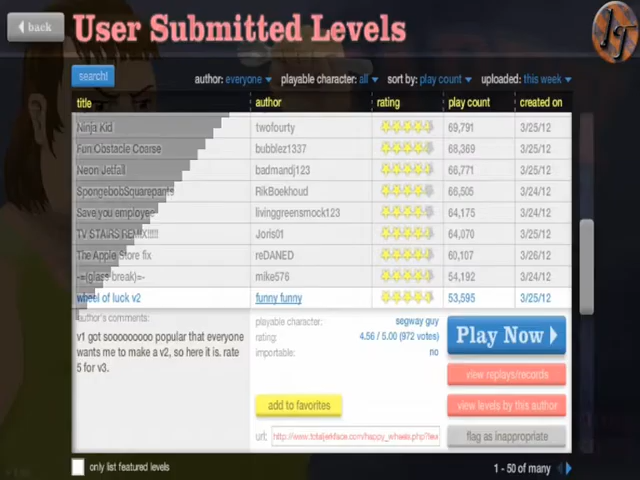 back
User Submitted Levels
JT
search!
author: everyone playable character: all sort by: play count uploaded: this week
title author rating play count created on
Ninja Kid twofourty 69,791 3/25/12
Fun Obstacle Coarse bubblez1337 68,369 3/25/12
Neon Jetfall badmandj123 66,771 3/25/12
SpongebobSquarepants RikBoekhoud 66,505 3/24/12
Save you employee livinggreensmock123 64,175 3/24/12
TV STAIRS REMIX!!!!! Joris01 64,070 3/25/12
The Apple Store fix reDANED 60,107 3/26/12
-=(glass break)=- mike576 54,192 3/24/12
wheel of luck v2 funny funny 53,595 3/25/12
author's comments:
v1 got sooooooooo popular that everyone
wants me to make a v2, so here it is. rate
5 for v3.
playable character: segway guy
rating: 4.56 / 5.00 (972 votes)
importable: no
add to favorites
url: http://www.totaljerkface.com/happy_wheels.php?
Play Now
view replays/records
view levels by this author
flag as inappropriate
only list featured levels
1 - 50 of many